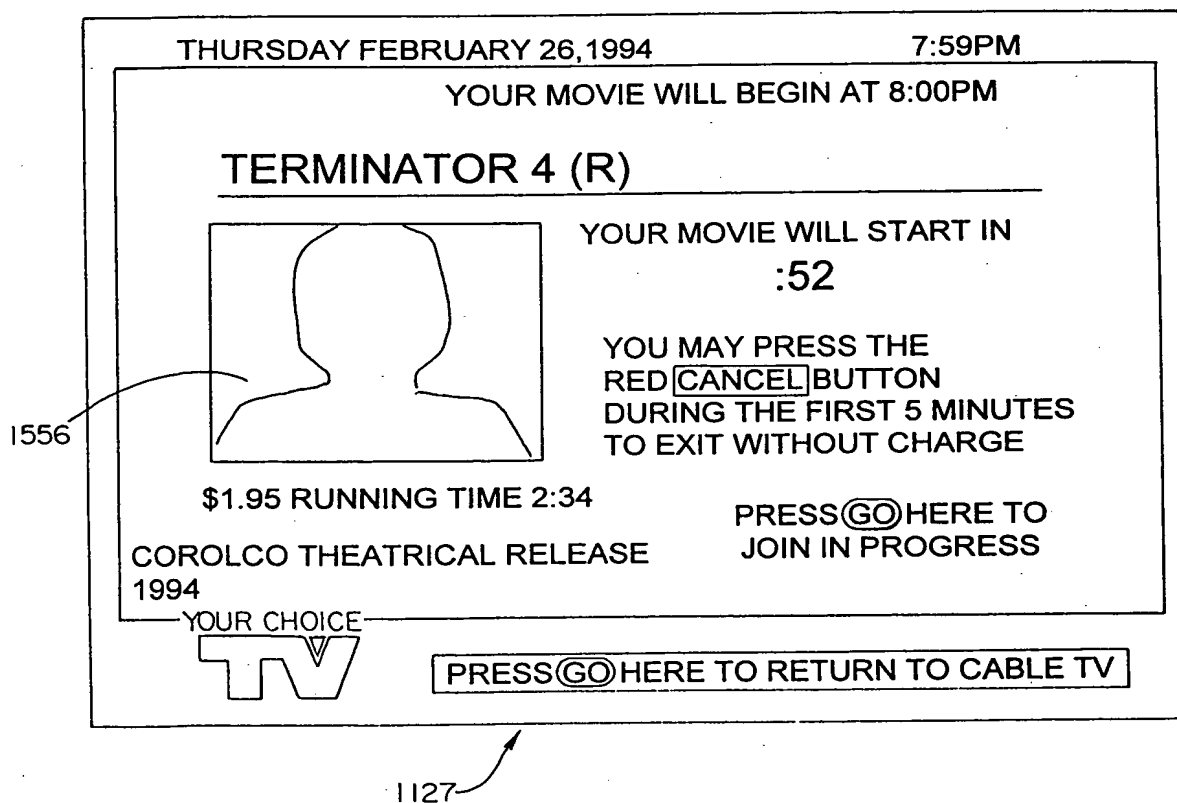 THURSDAY FEBRUARY 26,1994 7:59PM
YOUR MOVIE WILL BEGIN AT 8:00PM
TERMINATOR 4 (R)
YOUR MOVIE WILL START IN
:52
YOU MAY PRESS THE
RED CANCEL BUTTON
DURING THE FIRST 5 MINUTES
TO EXIT WITHOUT CHARGE
1556
$1.95 RUNNING TIME 2:34
PRESS GO HERE TO
JOIN IN PROGRESS
COROLCO THEATRICAL RELEASE
1994
YOUR CHOICE
TV
PRESS GO HERE TO RETURN TO CABLE TV
1127